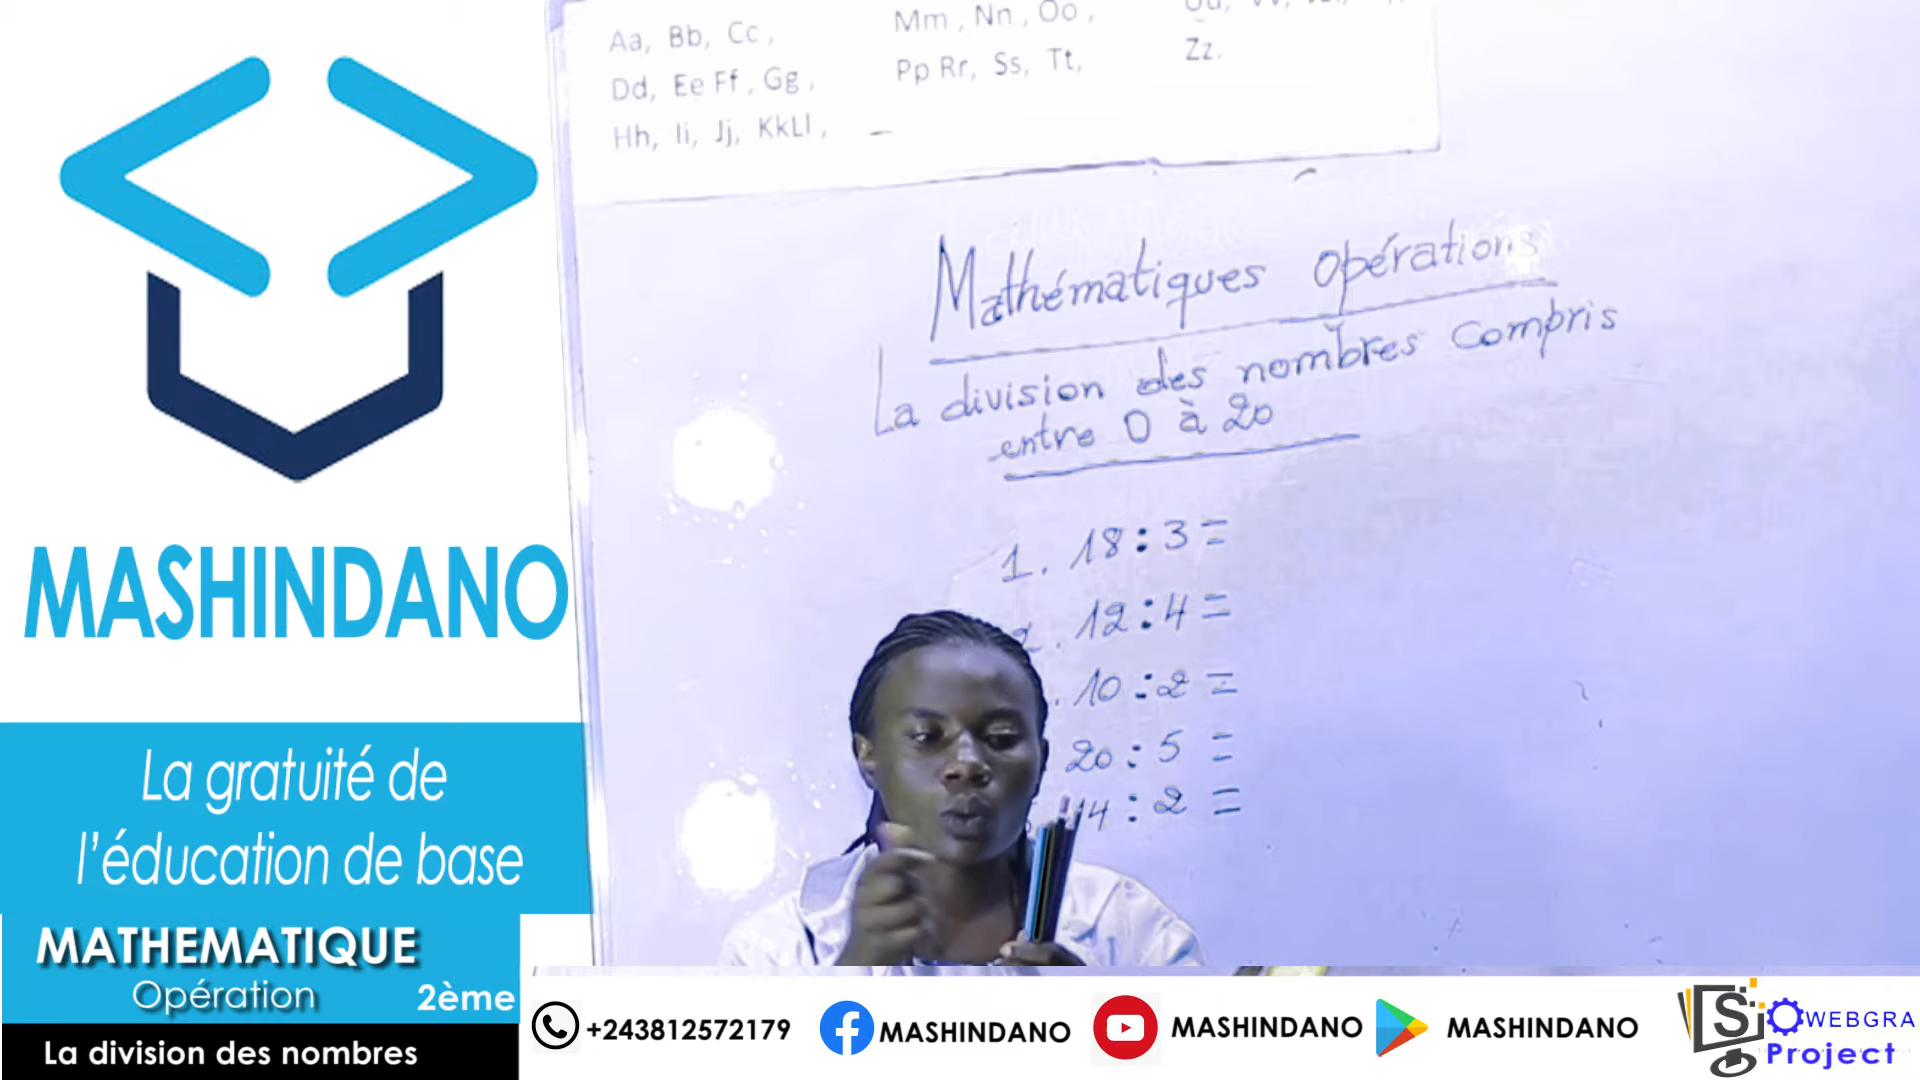 Aa, Bb, Cc,
Dd, Ee Ff, Gg,
Hh, Ii, Jj, KkLl,
Mm, Nn, Oo,
Pp Rr, Ss, Tt,
Zz.
Mathématiques opérations
La division des nombres compris
entre 0 à 20
1. 18:3=
2. 12:4=
10:2=
20:5=
14:2=
MASHINDANO
La gratuité de
l'éducation de base
MATHEMATIQUE
Opération 2ème
La division des nombres
+243812572179 MASHINDANO MASHINDANO MASHINDANO
WEBGRA
Project